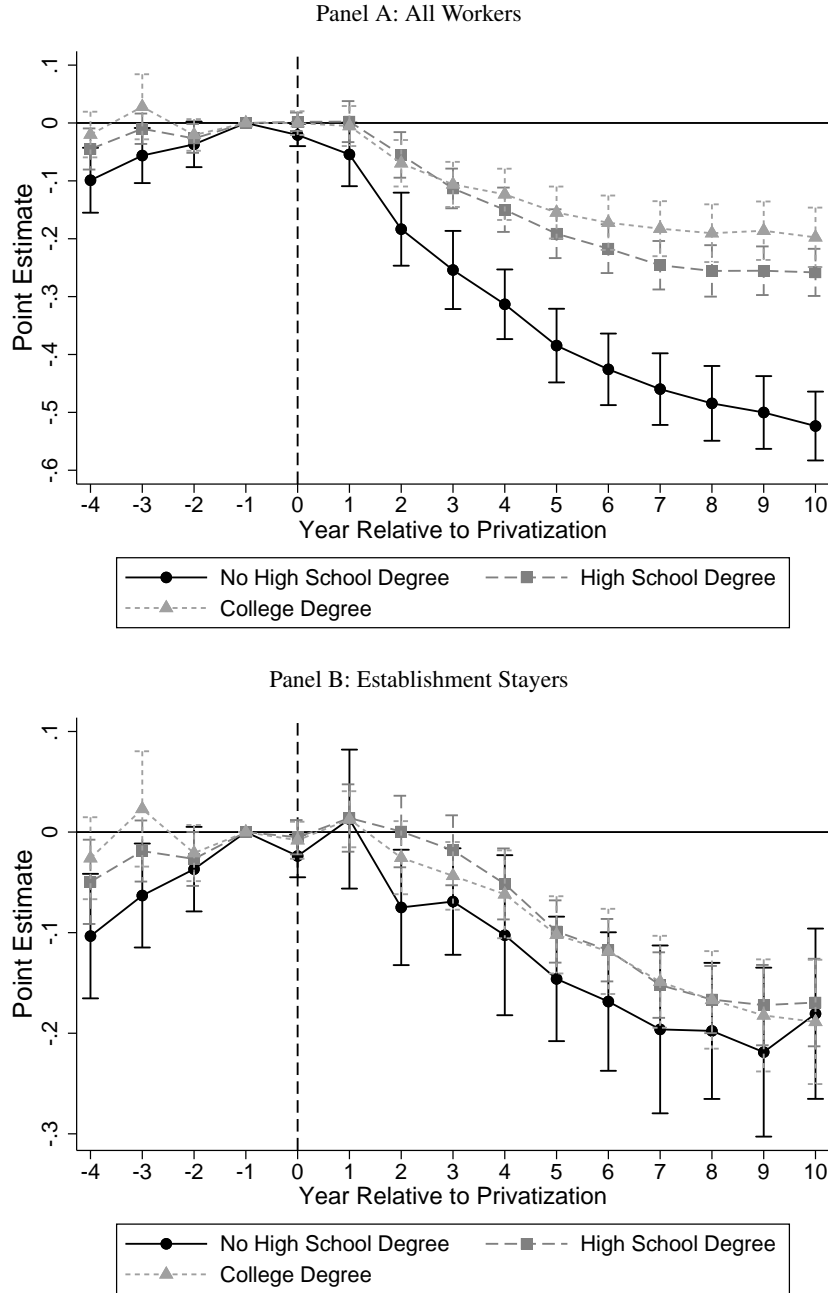 Panel A: All Workers
.1
0
-.1
-.2
-.3
-.4
-.5
-.6
Point Estimate
-4 -3 -2 -1 0 1 2 3 4 5 6 7 8 9 10
Year Relative to Privatization
No High School Degree High School Degree
College Degree
Panel B: Establishment Stayers
.1
0
-.1
-.2
-.3
Point Estimate
-4 -3 -2 -1 0 1 2 3 4 5 6 7 8 9 10
Year Relative to Privatization
No High School Degree High School Degree
College Degree